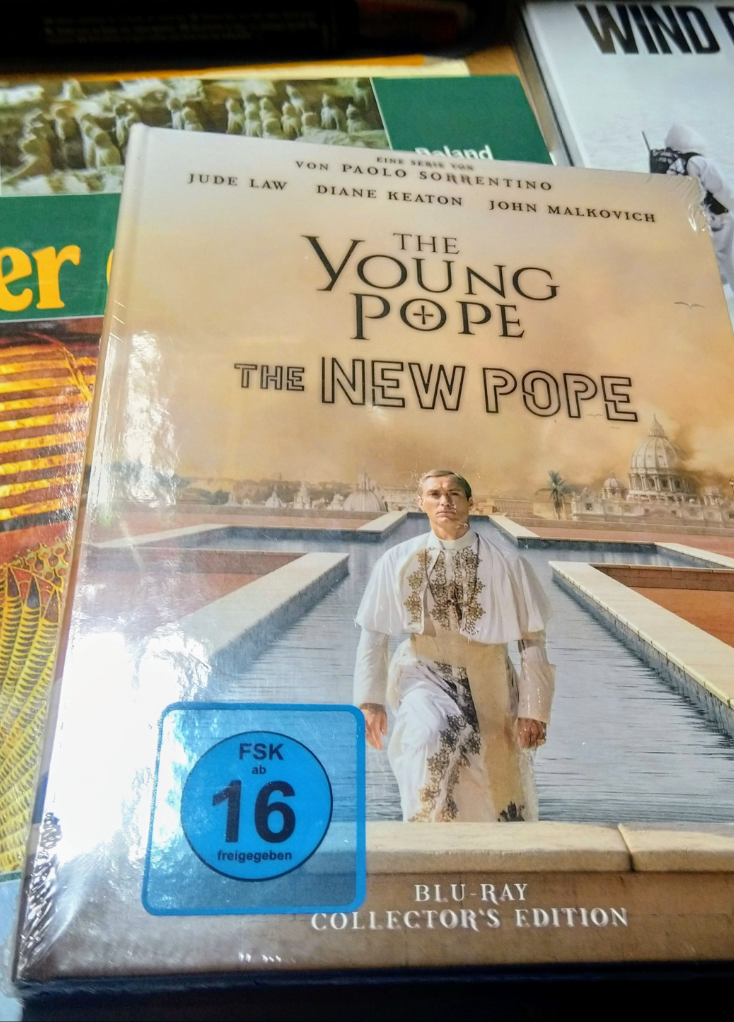 WIND
Roland
er
EINE SERIE VON
VON PAOLO SORRENTINO
JUDE LAW DIANE KEATON JOHN MALKOVICH
THE
YOUNG
POPE
THE NEW POPE
FSK
ab
16
freigegeben
BLU-RAY
COLLECTOR'S EDITION